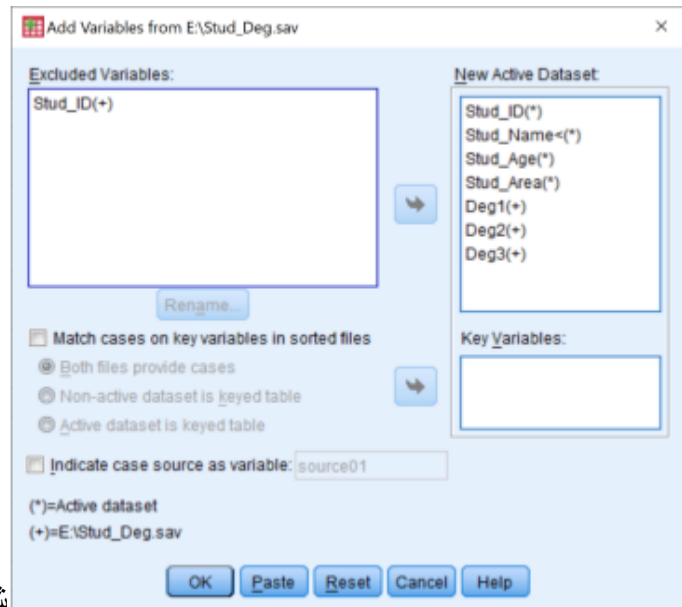 Add Variables from E:\Stud_Deg.sav
Excluded Variables:
Stud_ID(+)
Rename...
Match cases on key variables in sorted files
Both files provide cases
Non-active dataset is keyed table
Active dataset is keyed table
Indicate case source as variable: source01
(*)=Active dataset
(+)=E:\Stud_Deg.sav
New Active Dataset:
Stud_ID(*)
Stud_Name<(*)
Stud_Age(*)
Stud_Area(*)
Deg1(+)
Deg2(+)
Deg3(+)
Key Variables:
OK Paste Reset Cancel Help